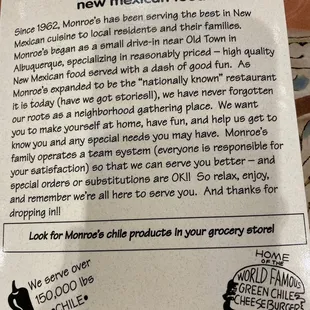 new mexican food
Since 1962, Monroe's has been serving the best in New
Mexican cuisine to local residents and their families.
Monroe's began as a small drive-in near Old Town in
Albuquerque, specializing in reasonably priced – high quality
New Mexican food served with a dash of good fun. As
Monroe's expanded to be the "nationally known" restaurant
it is today (have we got stories!!), we have never forgotten
our roots as a neighborhood gathering place. We want
you to make yourself at home, have fun, and help us get to
know you and any special needs you may have. Monroe's
family operates a team system (everyone is responsible for
your satisfaction) so that we can serve you better – and
special orders or substitutions are OK!! So relax, enjoy,
and remember we're all here to serve you. And thanks for
dropping in!!
Look for Monroe's chile products in your grocery store!
We serve over
150,000 lbs
CHILE
HOME
OF THE
WORLD FAMOUS
GREEN CHILE
CHEESEBURGER